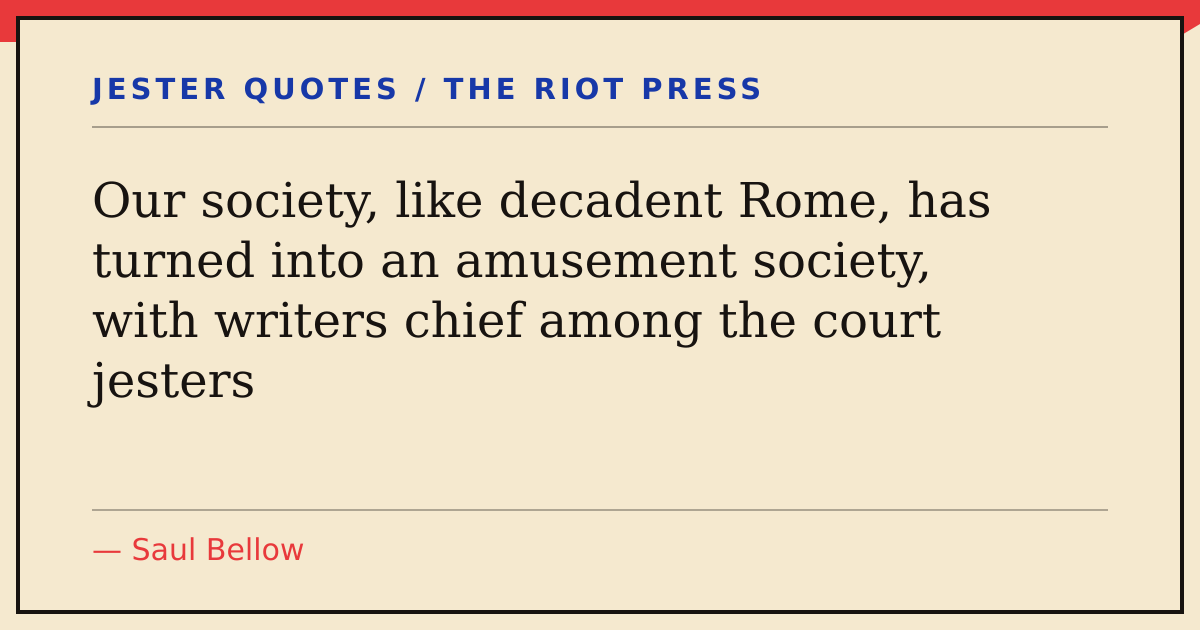 JESTER QUOTES / THE RIOT PRESS
Our society, like decadent Rome, has
turned into an amusement society,
with writers chief among the court
jesters
— Saul Bellow